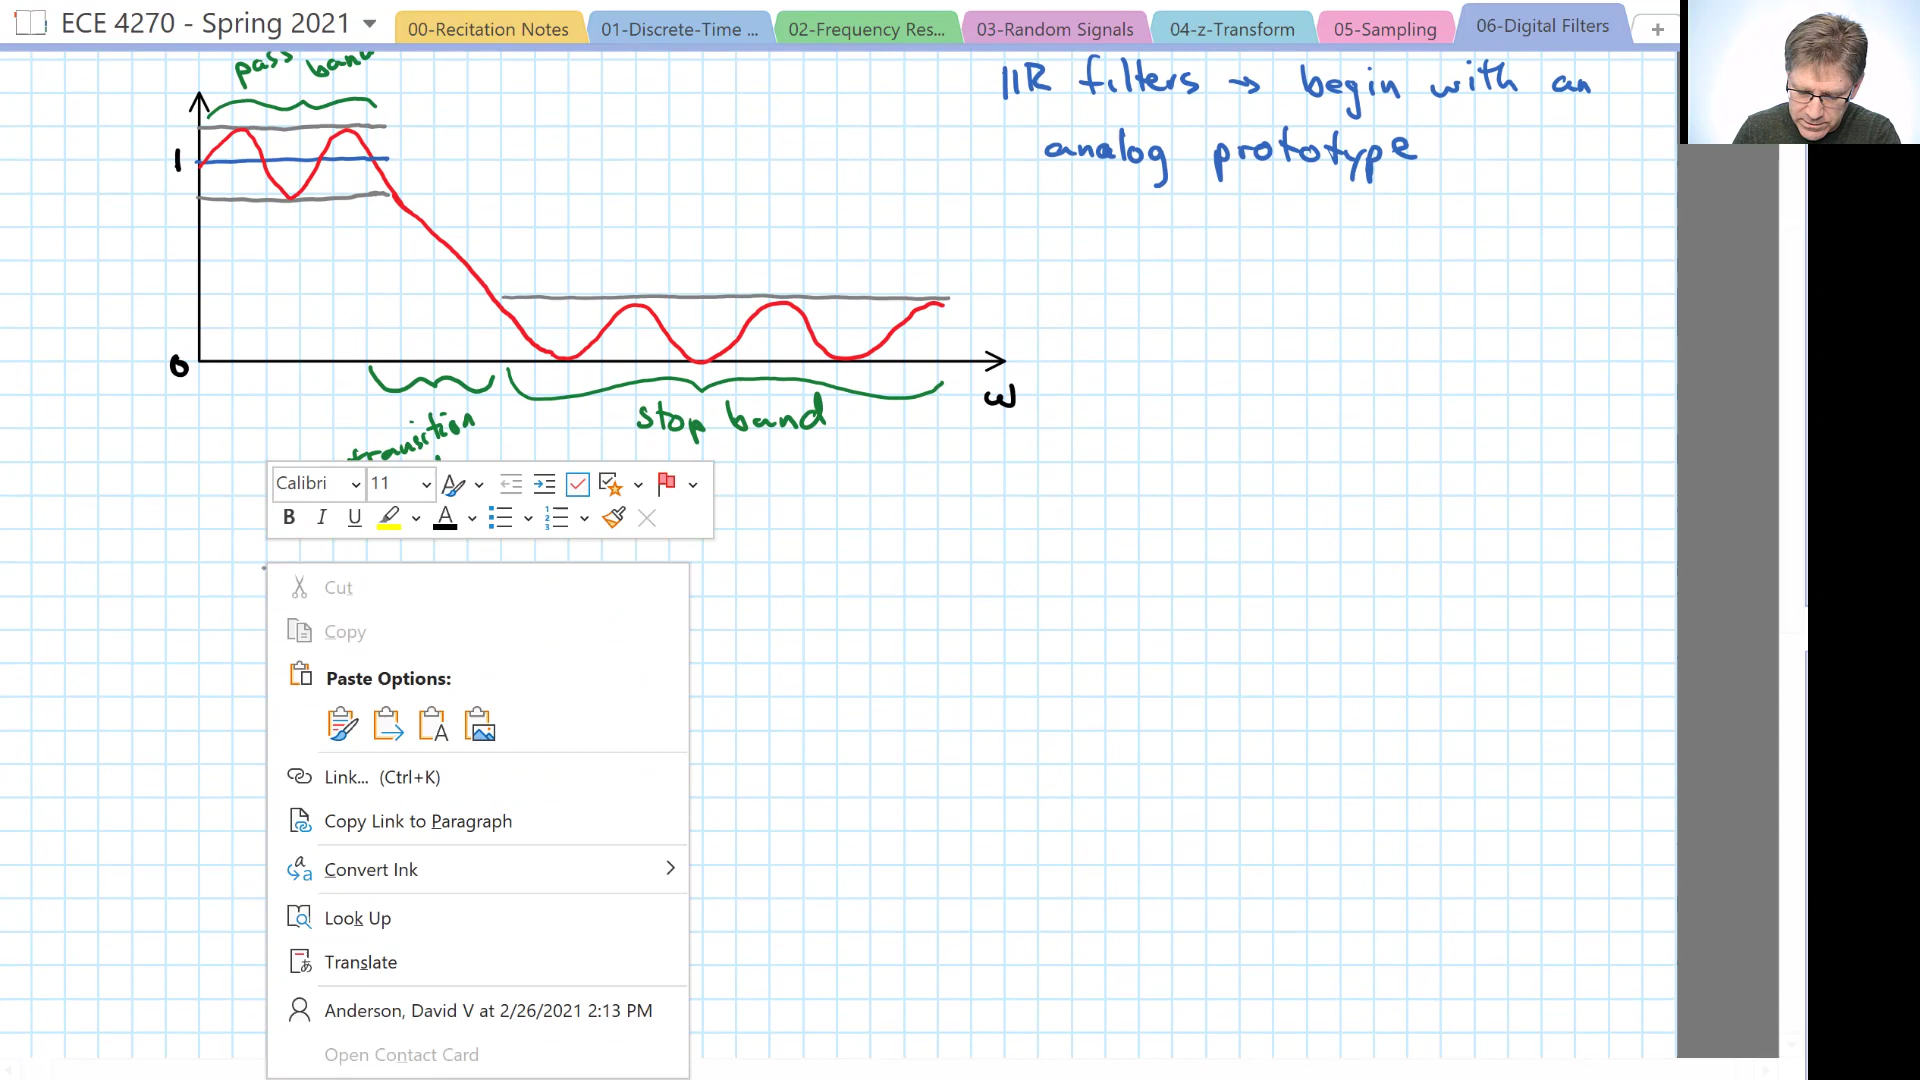 ECE 4270 - Spring 2021
00-Recitation Notes
01-Discrete-Time ...
02-Frequency Res...
03-Random Signals
04-z-Transform
05-Sampling
06-Digital Filters
pass band
IIR filters → begin with an
analog prototype
1
0
ω
stop band
transition
Calibri
11
B I U
Cut
Copy
Paste Options:
Link... (Ctrl+K)
Copy Link to Paragraph
Convert Ink
Look Up
Translate
Anderson, David V at 2/26/2021 2:13 PM
Open Contact Card